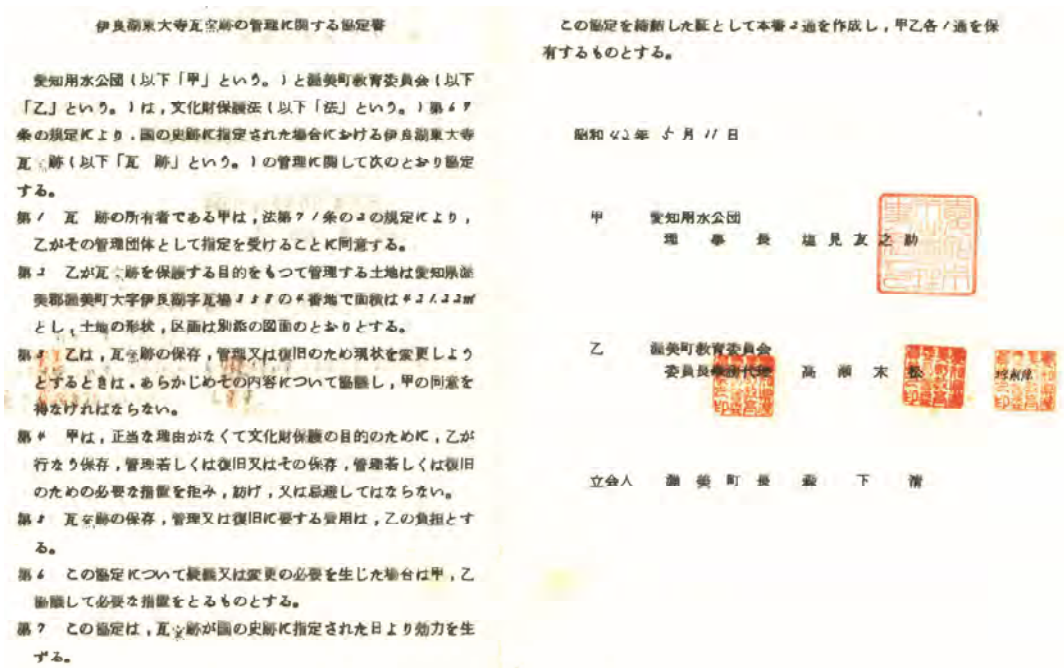 伊良湖東大寺瓦窯跡の管理に関する協定書
愛知用水公団(以下「甲」という。)と渥美町教育委員会(以下
「乙」という。)は,文化財保護法(以下「法」という。)第69
条の規定により.国の史跡に指定された場合における伊良湖東大寺
瓦窯跡(以下「瓦 跡」という。)の管理に関して次のとおり協定
する。
第1 瓦 跡の所有者である甲は,法第71条の2の規定により,
乙がその管理団体として指定を受けることに同意する。
第2 乙が瓦窯跡を保護する目的をもつて管理する土地は愛知県渥
美郡渥美町大字伊良湖字瓦場 の4番地で面積は421.22㎡
とし,土地の形状,区画は別添の図面のとおりとする。
第3 乙は,瓦窯跡の保存,管理又は復旧のため現状を変更しよう
とするときは.あらかじめその内容について協議し,甲の同意を
得なければならない。
第4 甲は,正当な理由がなくて文化財保護の目的のために,乙が
行なう保存,管理若しくは復旧又はその保存,管理若しくは復旧
のための必要な措置を拒み,妨げ,又は忌避してはならない。
第5 瓦窯跡の保存,管理又は復旧に要する費用は,乙の負担とす
る。
第6 この協定について疑義又は変更の必要を生じた場合は甲,乙
協議して必要な措置をとるものとする。
第7 この協定は,瓦窯跡が国の史跡に指定された日より効力を生
ずる。
この協定を締結した証として本書2通を作成し,甲乙各1通を保
有するものとする。
昭和42年 5月11日
甲 愛知用水公団
理事長 塩見友之助
乙 渥美町教育委員会
委員長職務代理 高瀬末松
立会人 渥美町長 下 清